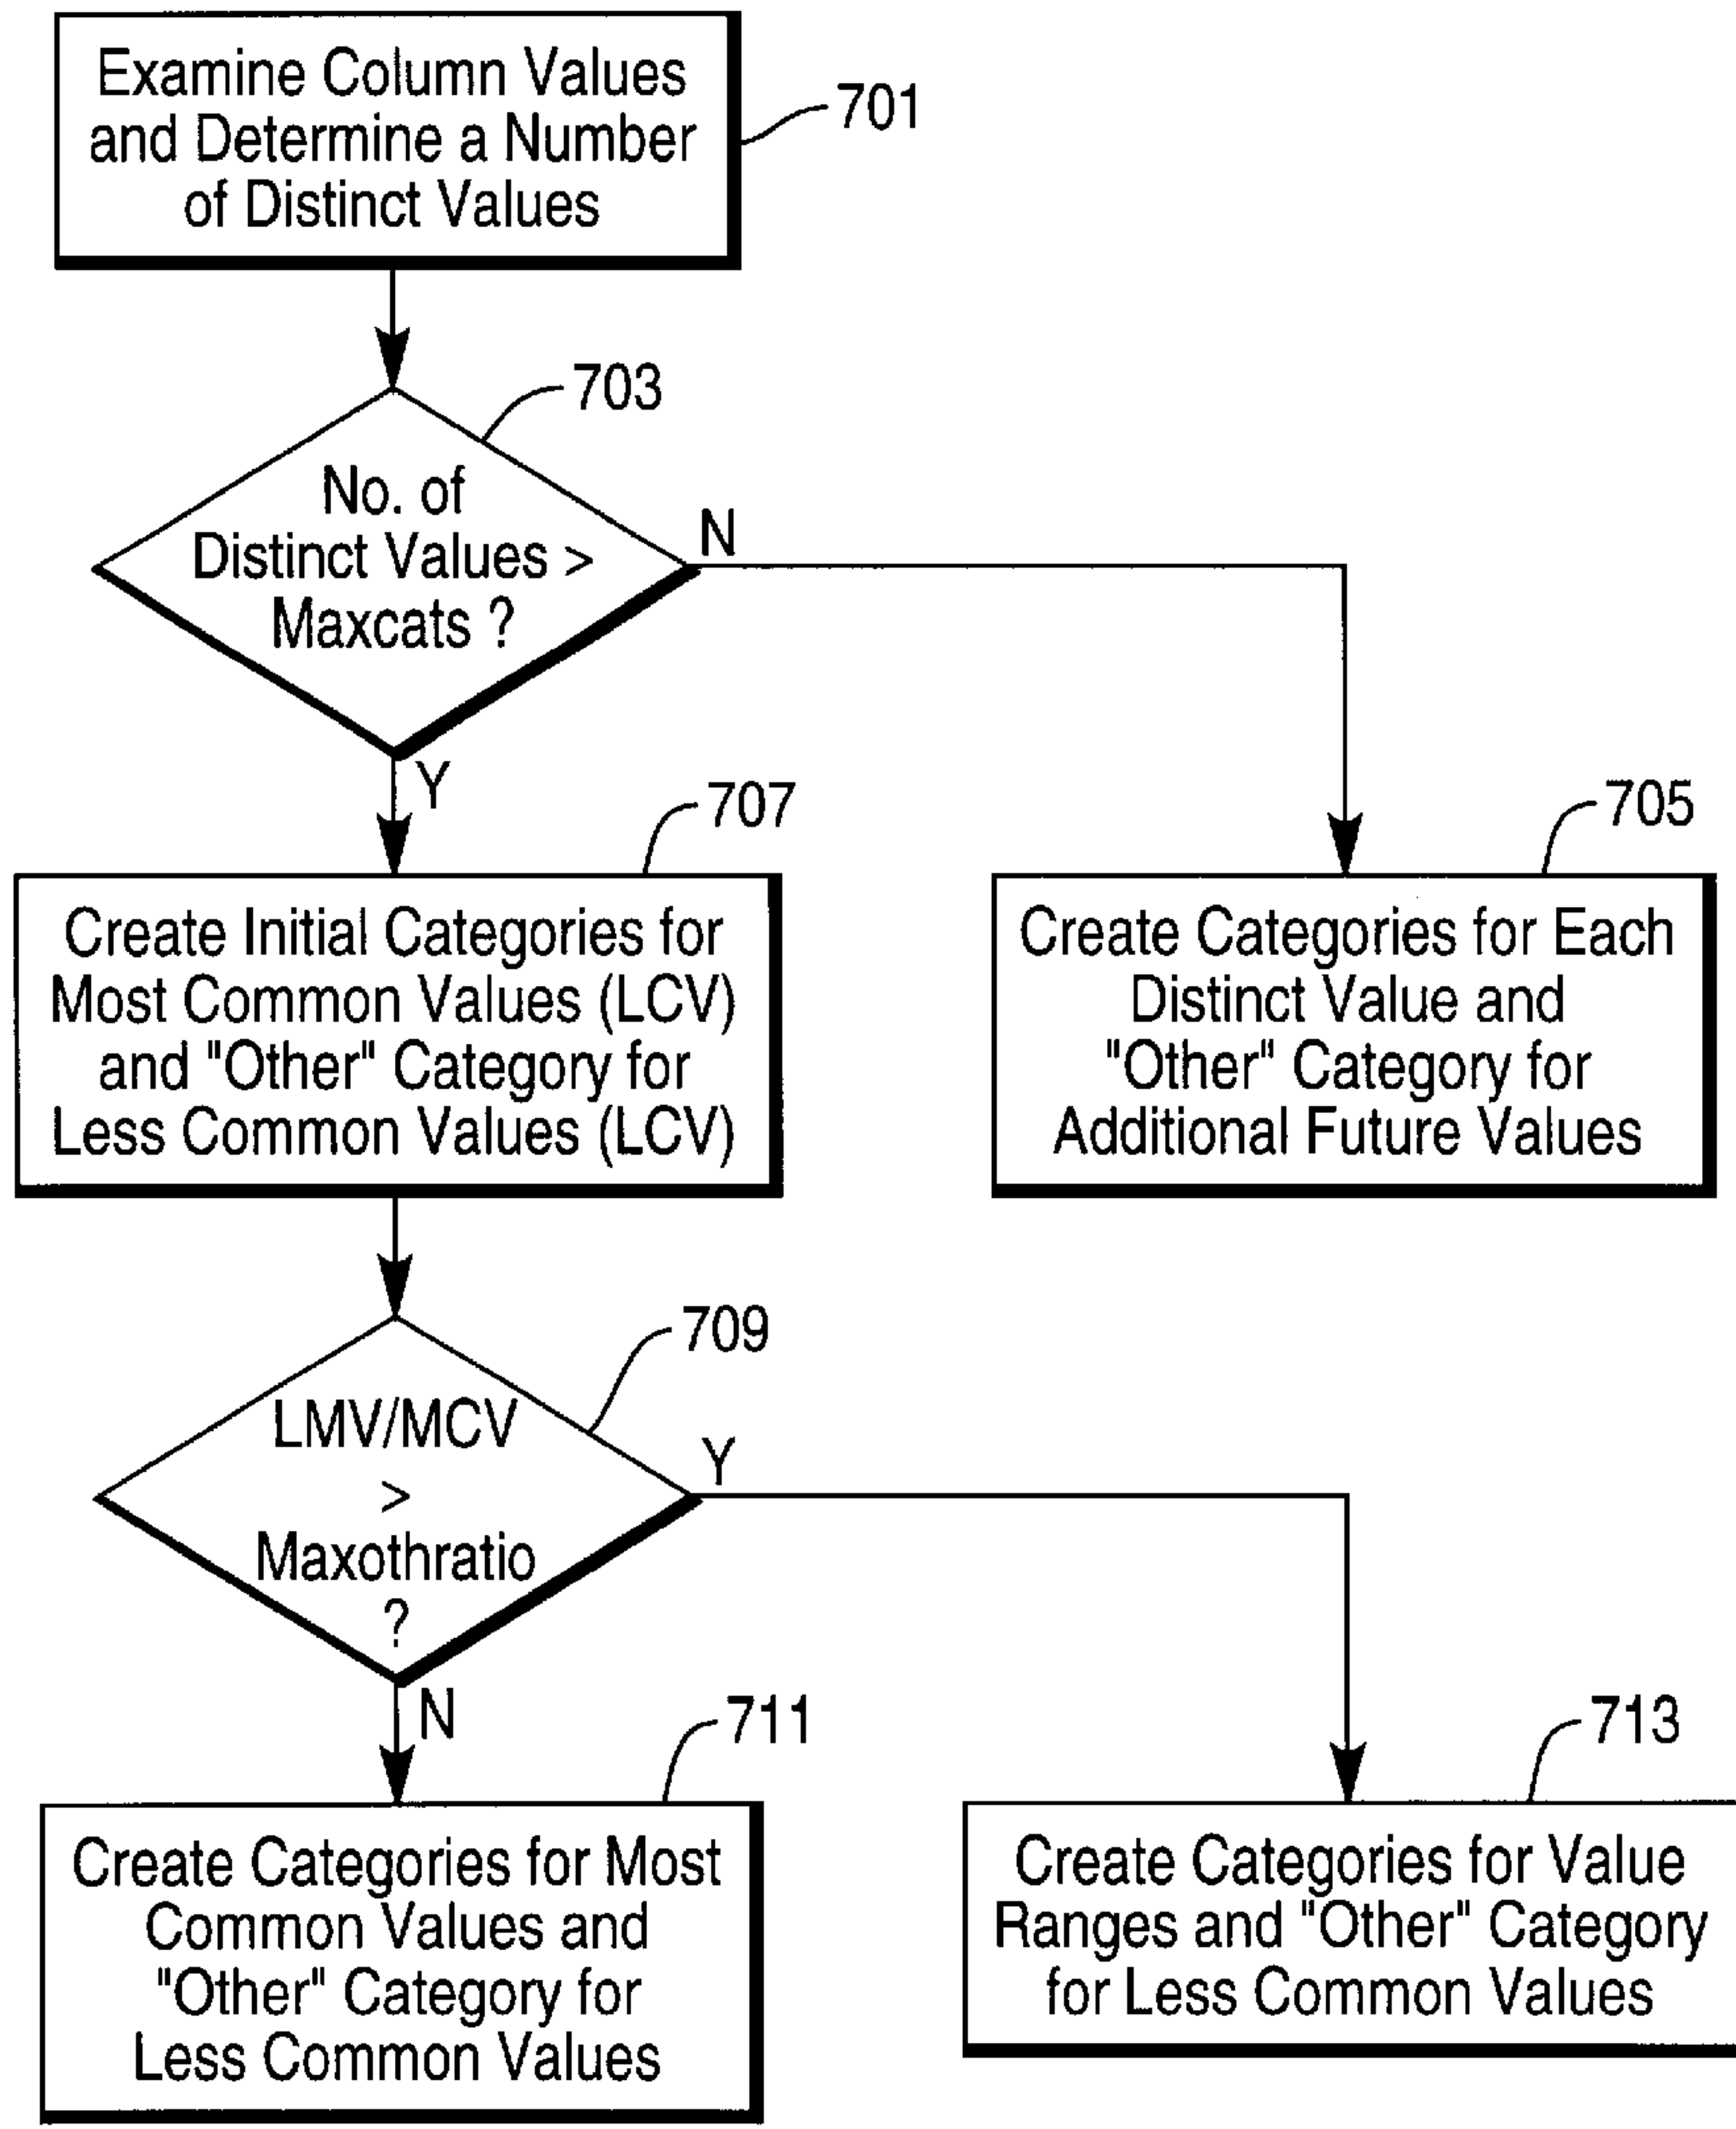 Examine Column Values
and Determine a Number
of Distinct Values
701
703
No. of
Distinct Values >
Maxcats ?
N
Y
707
705
Create Initial Categories for
Most Common Values (LCV)
and "Other" Category for
Less Common Values (LCV)
Create Categories for Each
Distinct Value and
"Other" Category for
Additional Future Values
709
LMV/MCV
>
Maxothratio
?
Y
N
711
713
Create Categories for Most
Common Values and
"Other" Category for
Less Common Values
Create Categories for Value
Ranges and "Other" Category
for Less Common Values